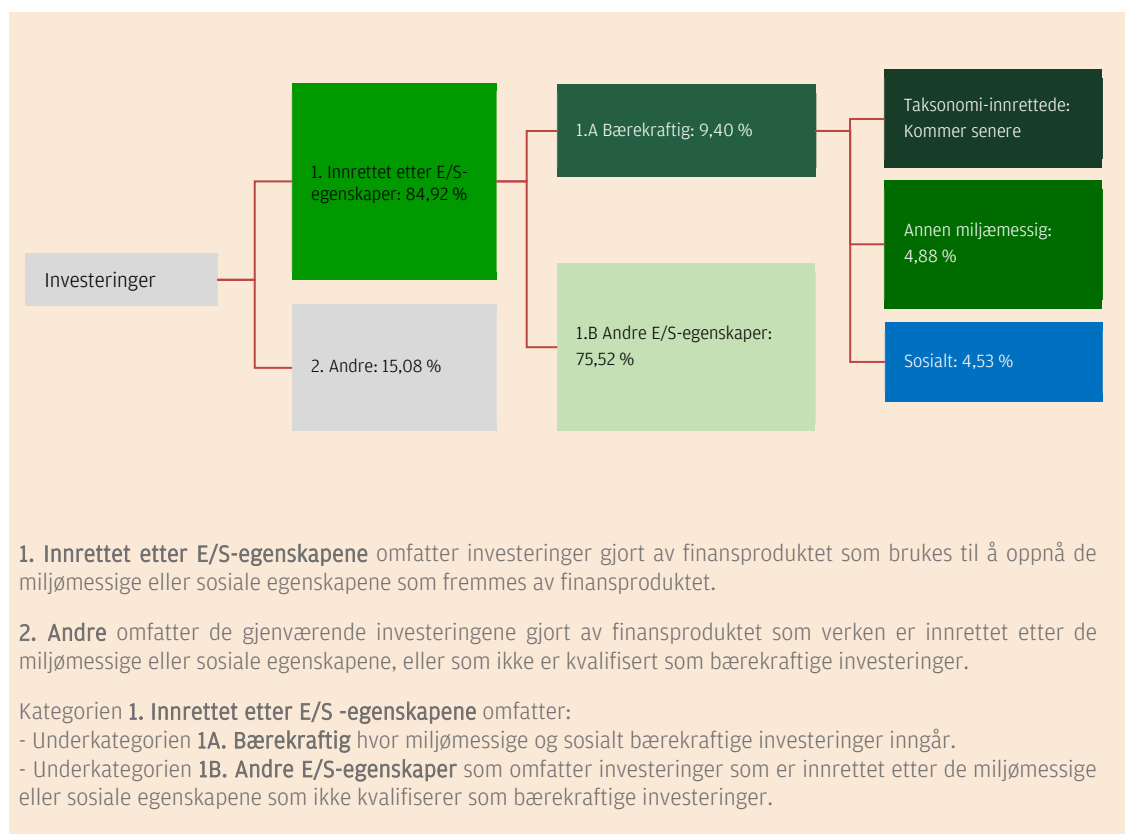 Investeringer
1. Innrettet etter E/S-
egenskaper: 84,92 %
2. Andre: 15,08 %
1.A Bærekraftig: 9,40 %
1.B Andre E/S-egenskaper:
75,52 %
Taksonomi-innrettede:
Kommer senere
Annen miljæmessig:
4,88 %
Sosialt: 4,53 %
1. Innrettet etter E/S-egenskapene omfatter investeringer gjort av finansproduktet som brukes til å oppnå de
miljømessige eller sosiale egenskapene som fremmes av finansproduktet.
2. Andre omfatter de gjenværende investeringene gjort av finansproduktet som verken er innrettet etter de
miljømessige eller sosiale egenskapene, eller som ikke er kvalifisert som bærekraftige investeringer.
Kategorien 1. Innrettet etter E/S -egenskapene omfatter:
- Underkategorien 1A. Bærekraftig hvor miljømessige og sosialt bærekraftige investeringer inngår.
- Underkategorien 1B. Andre E/S-egenskaper som omfatter investeringer som er innrettet etter de miljømessige
eller sosiale egenskapene som ikke kvalifiserer som bærekraftige investeringer.